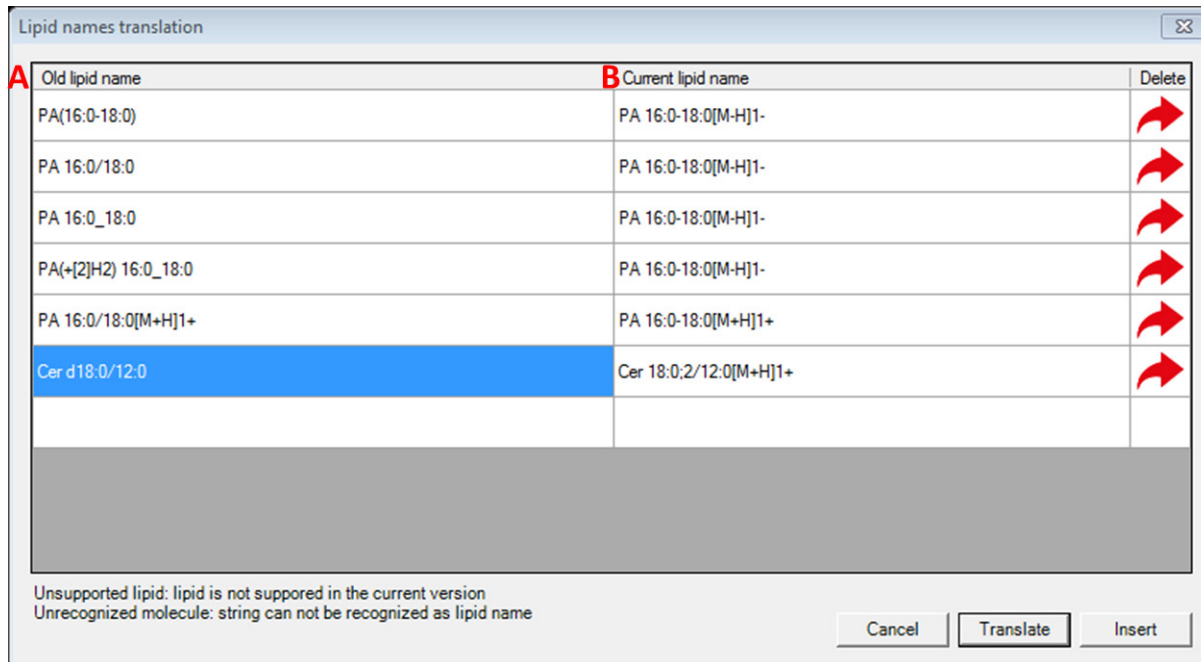 Lipid names translation
A Old lipid name B Current lipid name Delete
PA(16:0-18:0) PA 16:0-18:0[M-H]1-
PA 16:0/18:0 PA 16:0-18:0[M-H]1-
PA 16:0_18:0 PA 16:0-18:0[M-H]1-
PA(+[2]H2) 16:0_18:0 PA 16:0-18:0[M-H]1-
PA 16:0/18:0[M+H]1+ PA 16:0-18:0[M+H]1+
Cer d18:0/12:0 Cer 18:0;2/12:0[M+H]1+
Unsupported lipid: lipid is not suppored in the current version
Unrecognized molecule: string can not be recognized as lipid name
Cancel Translate Insert